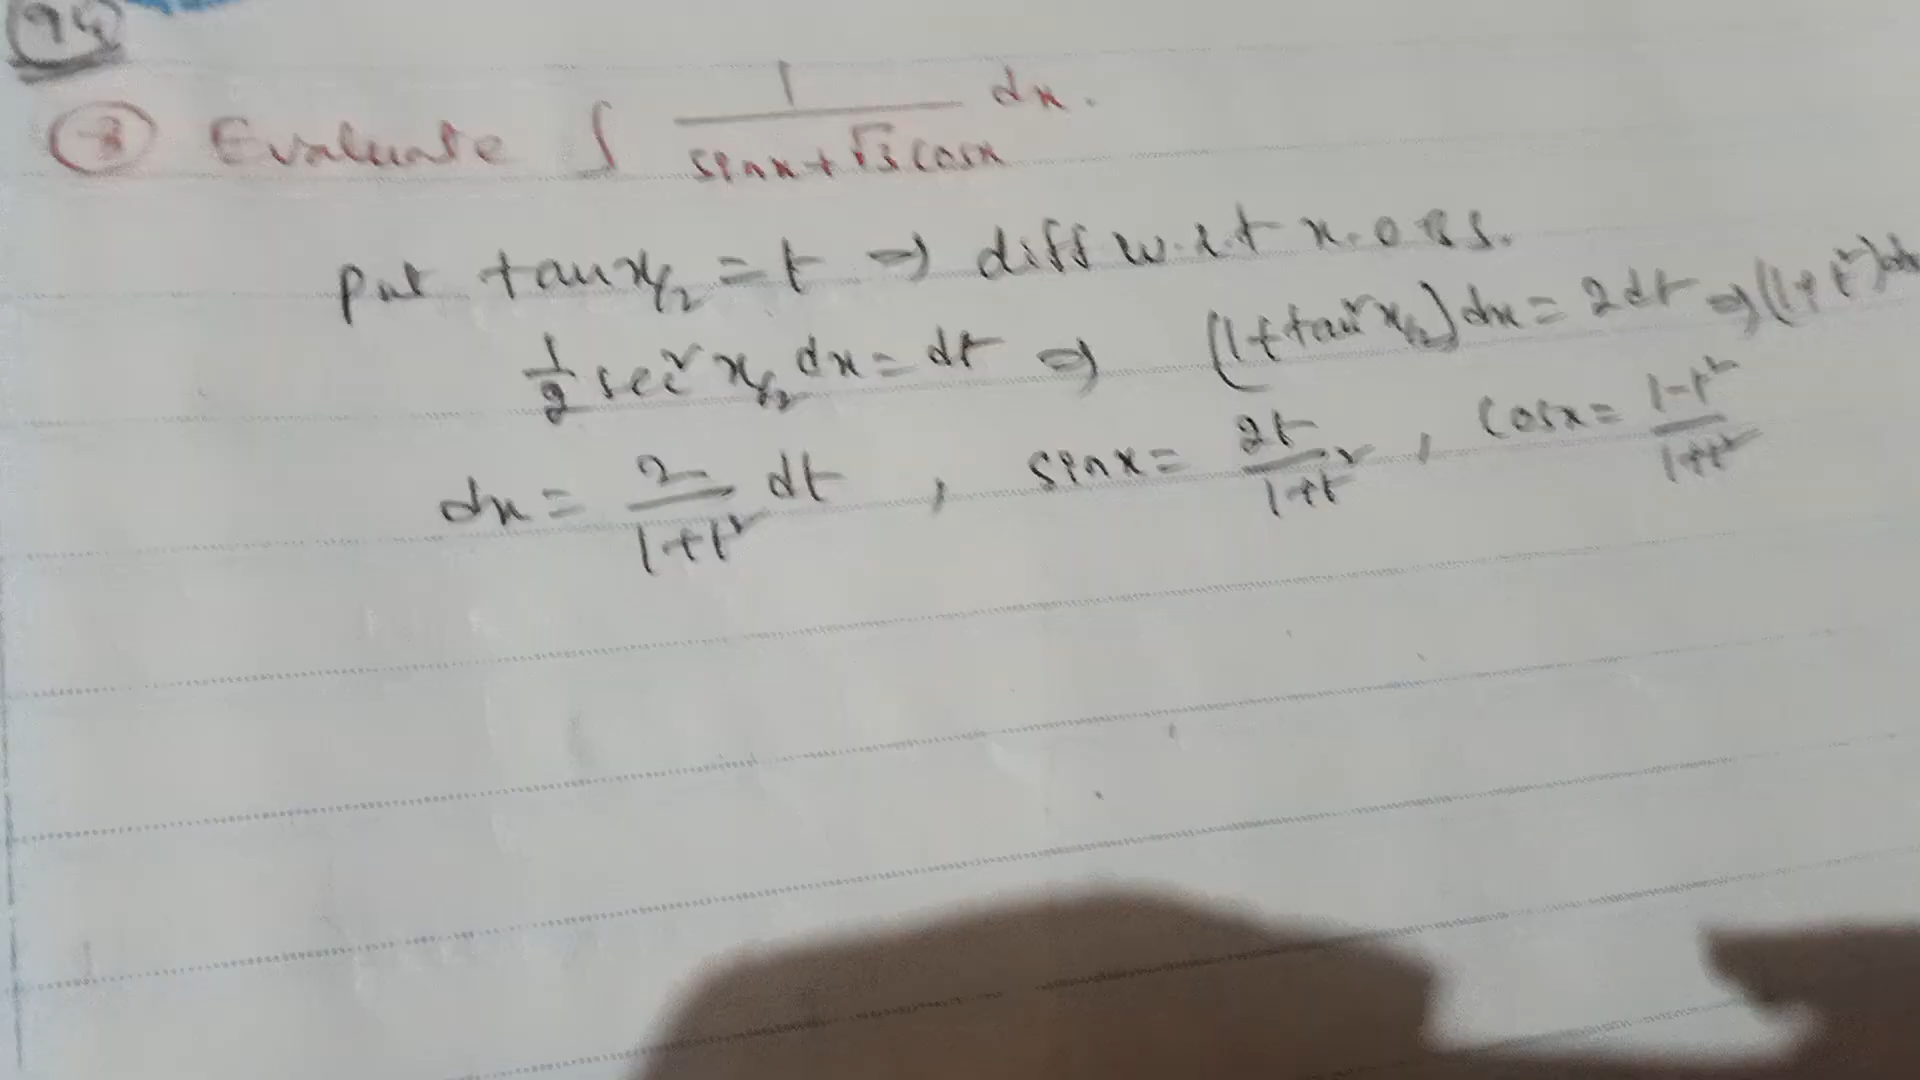 94
③ Evaluate ∫ 1/(sinx+√3 cosx) dx.
put tan x/2 = t ⇒ diff w.r.t x. o B S.
1/2 sec² x/2 dx = dt ⇒ (1+tan² x/2) dx = 2dt ⇒ (1+t²) dx
dx = 2/(1+t²) dt , sinx = 2t/(1+t²) , cosx = (1-t²)/(1+t²)